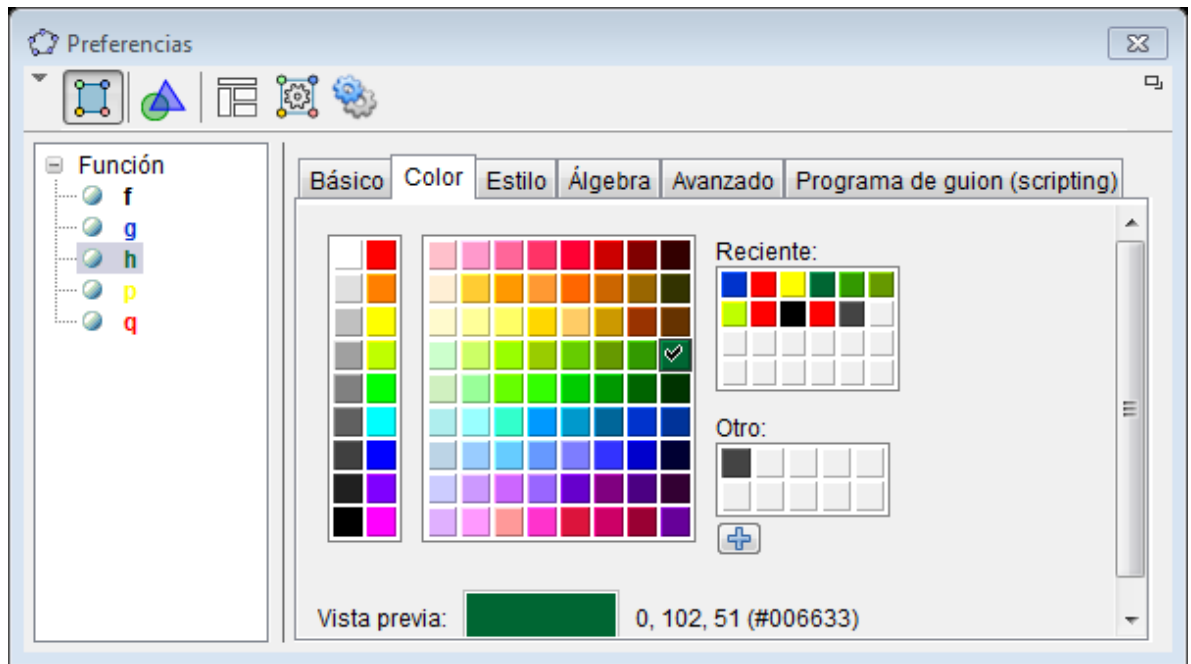 Preferencias
Función
f
g
h
p
q
Básico Color Estilo Álgebra Avanzado Programa de guion (scripting)
Reciente:
Otro:
Vista previa: 0, 102, 51 (#006633)